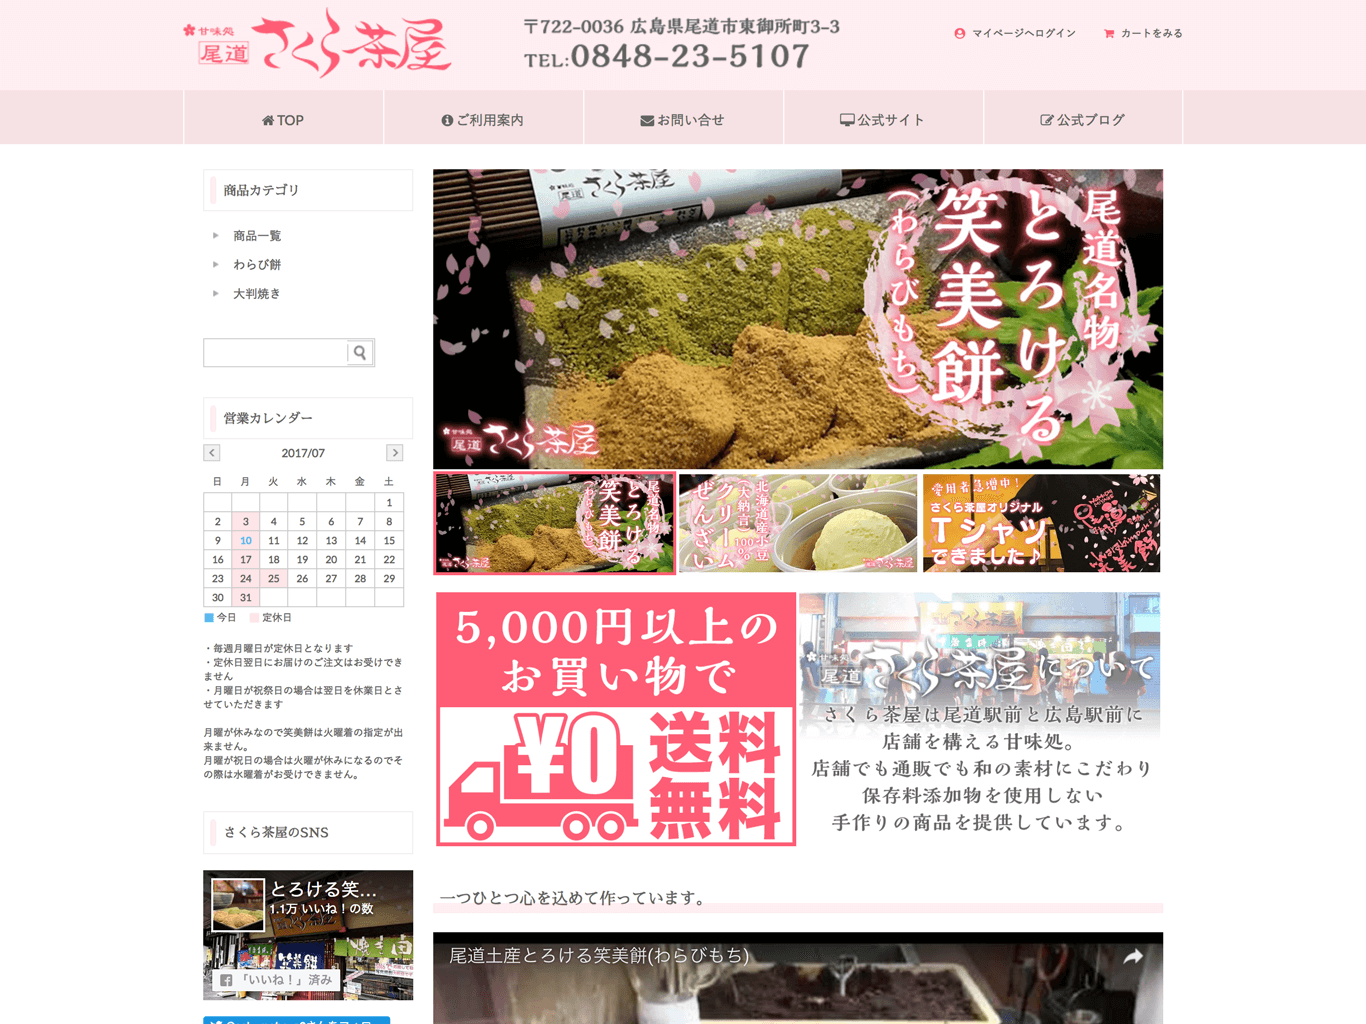 甘味処
尾道
さくら茶屋
〒722-0036 広島県尾道市東御所町3-3
TEL:0848-23-5107
マイページへログイン
カートをみる
TOP
ご利用案内
お問い合せ
公式サイト
公式ブログ
商品カテゴリ
商品一覧
わらび餅
大判焼き
営業カレンダー
2017/07
日 月 火 水 木 金 土
1
2 3 4 5 6 7 8
9 10 11 12 13 14 15
16 17 18 19 20 21 22
23 24 25 26 27 28 29
30 31
今日 定休日
・毎週月曜日が定休日となります
・定休日翌日にお届けのご注文はお受けでき
ません
・月曜日が祝祭日の場合は翌日を休業日とさ
せていただきます
月曜が休みなので笑美餅は火曜着の指定が出
来ません。
月曜が祝日の場合は火曜が休みになるのでそ
の際は水曜着がお受けできません。
さくら茶屋のSNS
とろける笑...
1.1万 いいね！の数
「いいね！」済み
尾道
さくら茶屋
尾道名物
とろける
笑美餅
(わらびもち)
甘味処
尾道
さくら茶屋
さくら茶屋
尾道名物
とろける
笑美餅
(わらびもち)
北海道産小豆
(大納言)100%
クリーム
ぜんざい
愛用者急増中！
さくら茶屋オリジナル
Tシャツ
できました♪
5,000円以上の
お買い物で
¥0
送料
無料
甘味処
尾道
さくら茶屋について
さくら茶屋は尾道駅前と広島駅前に
店舗を構える甘味処。
店舗でも通販でも和の素材にこだわり
保存料添加物を使用しない
手作りの商品を提供しています。
一つひとつ心を込めて作っています。
尾道土産とろける笑美餅(わらびもち)